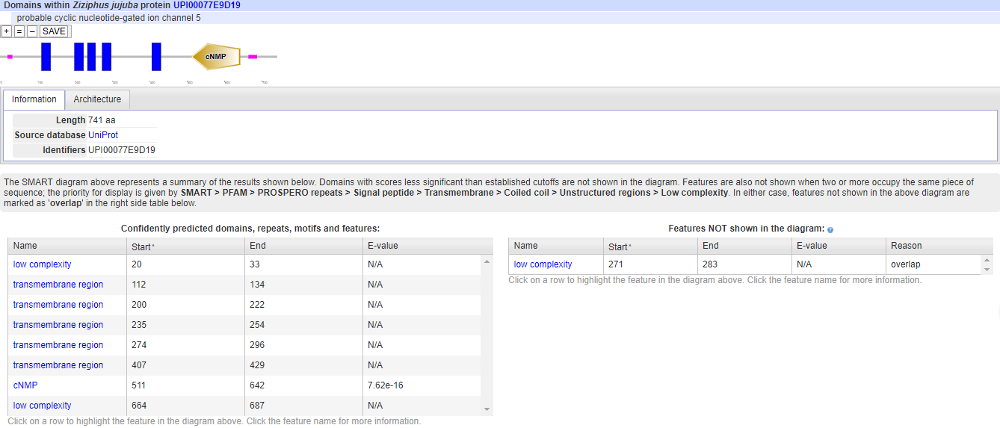 Domains within Ziziphus jujuba protein UPI00077E9D19
probable cyclic nucleotide-gated ion channel 5
+ = – SAVE
cNMP
100 200 300 400 500 600 700
Information Architecture
Length 741 aa
Source database UniProt
Identifiers UPI00077E9D19
The SMART diagram above represents a summary of the results shown below. Domains with scores less significant than established cutoffs are not shown in the diagram. Features are also not shown when two or more occupy the same piece of
sequence; the priority for display is given by SMART > PFAM > PROSPERO repeats > Signal peptide > Transmembrane > Coiled coil > Unstructured regions > Low complexity. In either case, features not shown in the above diagram are
marked as 'overlap' in the right side table below.
Confidently predicted domains, repeats, motifs and features:
Name Start End E-value
low complexity 20 33 N/A
transmembrane region 112 134 N/A
transmembrane region 200 222 N/A
transmembrane region 235 254 N/A
transmembrane region 274 296 N/A
transmembrane region 407 429 N/A
cNMP 511 642 7.62e-16
low complexity 664 687 N/A
Click on a row to highlight the feature in the diagram above. Click the feature name for more information.
Features NOT shown in the diagram:
Name Start End E-value Reason
low complexity 271 283 N/A overlap
Click on a row to highlight the feature in the diagram above. Click the feature name for more information.